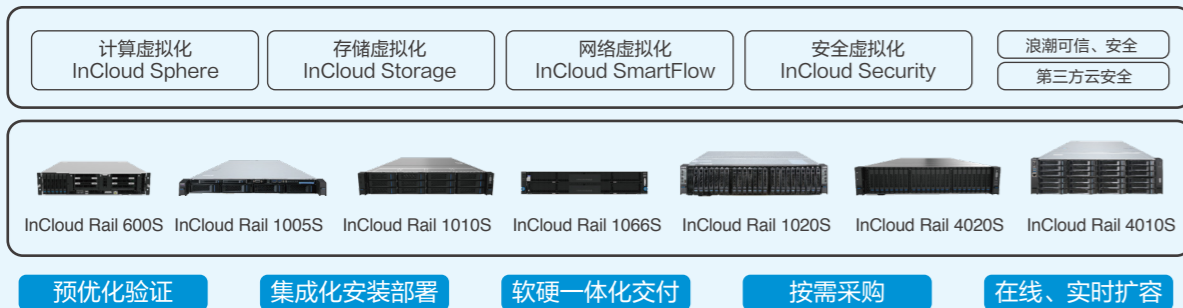 计算虚拟化
InCloud Sphere
存储虚拟化
InCloud Storage
网络虚拟化
InCloud SmartFlow
安全虚拟化
InCloud Security
浪潮可信、安全
第三方云安全
InCloud Rail 600S
InCloud Rail 1005S
InCloud Rail 1010S
InCloud Rail 1066S
InCloud Rail 1020S
InCloud Rail 4020S
InCloud Rail 4010S
预优化验证
集成化安装部署
软硬一体化交付
按需采购
在线、实时扩容